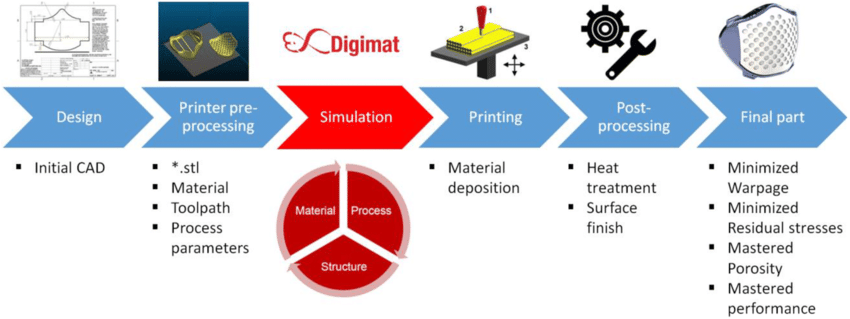 Digimat
1
2
3
Design
Printer pre-
processing
Simulation
Printing
Post-
processing
Final part
▪ Initial CAD
▪ *.stl
▪ Material
▪ Toolpath
▪ Process
parameters
Material
Process
Structure
▪ Material
deposition
▪ Heat
treatment
▪ Surface
finish
▪ Minimized
Warpage
▪ Minimized
Residual stresses
▪ Mastered
Porosity
▪ Mastered
performance